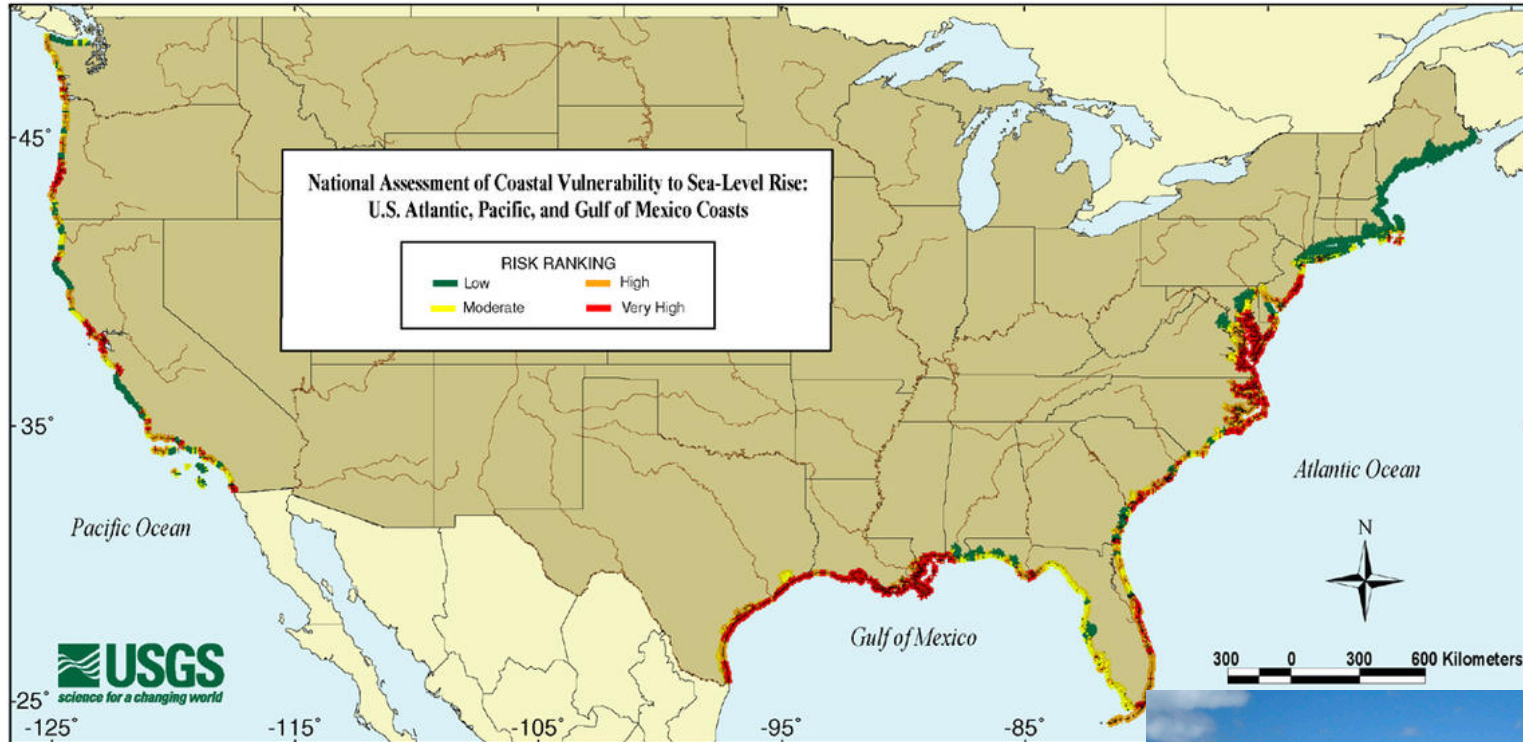 National Assessment of Coastal Vulnerability to Sea-Level Rise:
U.S. Atlantic, Pacific, and Gulf of Mexico Coasts
RISK RANKING
Low
High
Moderate
Very High
45°
35°
25°
Pacific Ocean
Atlantic Ocean
Gulf of Mexico
N
USGS
science for a changing world
300 0 300 600 Kilometers
-125° -115° -105° -95° -85°